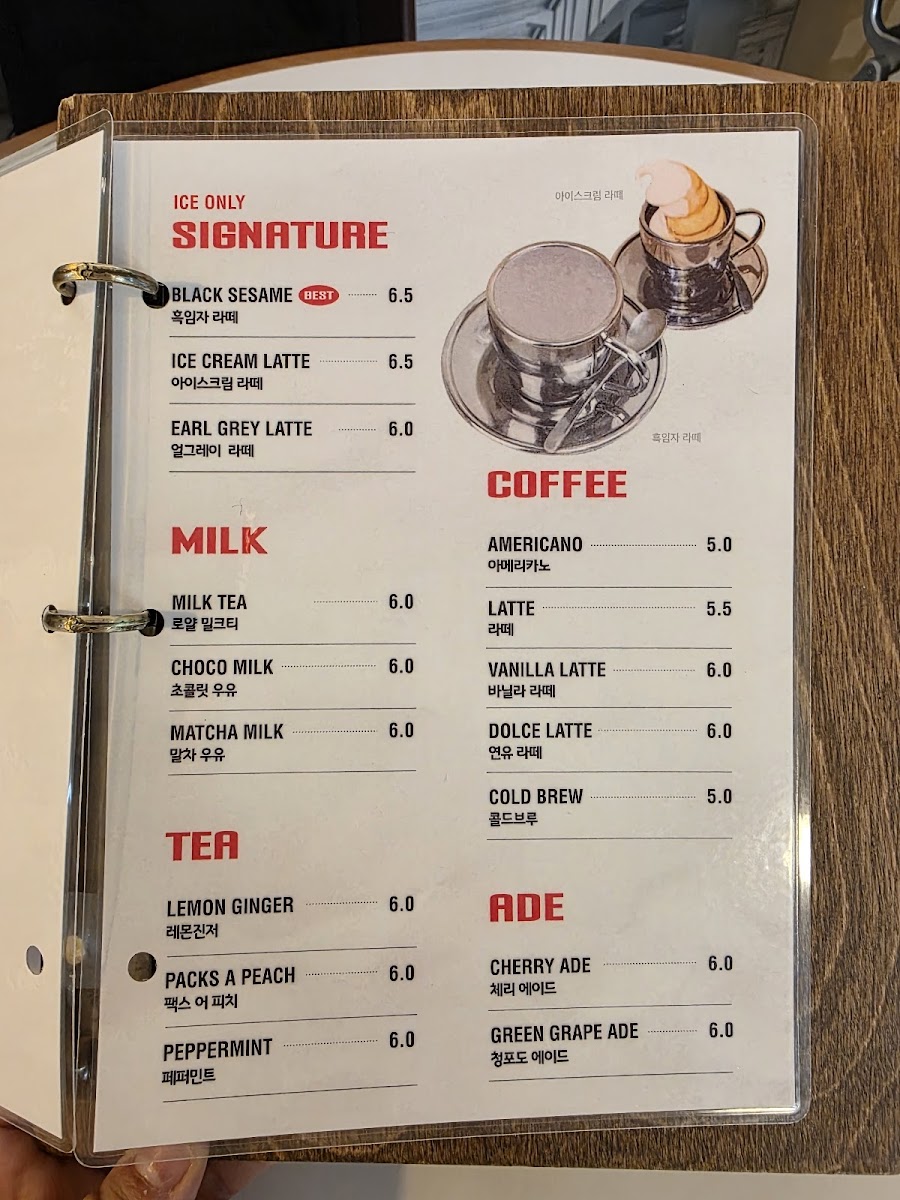 ICE ONLY
SIGNATURE
BLACK SESAME BEST 6.5
흑임자 라떼
ICE CREAM LATTE 6.5
아이스크림 라떼
EARL GREY LATTE 6.0
얼그레이 라떼
아이스크림 라떼
흑임자 라떼
MILK
MILK TEA 6.0
로얄 밀크티
CHOCO MILK 6.0
초콜릿 우유
MATCHA MILK 6.0
말차 우유
TEA
LEMON GINGER 6.0
레몬진저
PACKS A PEACH 6.0
팩스 어 피치
PEPPERMINT 6.0
페퍼민트
COFFEE
AMERICANO 5.0
아메리카노
LATTE 5.5
라떼
VANILLA LATTE 6.0
바닐라 라떼
DOLCE LATTE 6.0
연유 라떼
COLD BREW 5.0
콜드브루
ADE
CHERRY ADE 6.0
체리 에이드
GREEN GRAPE ADE 6.0
청포도 에이드